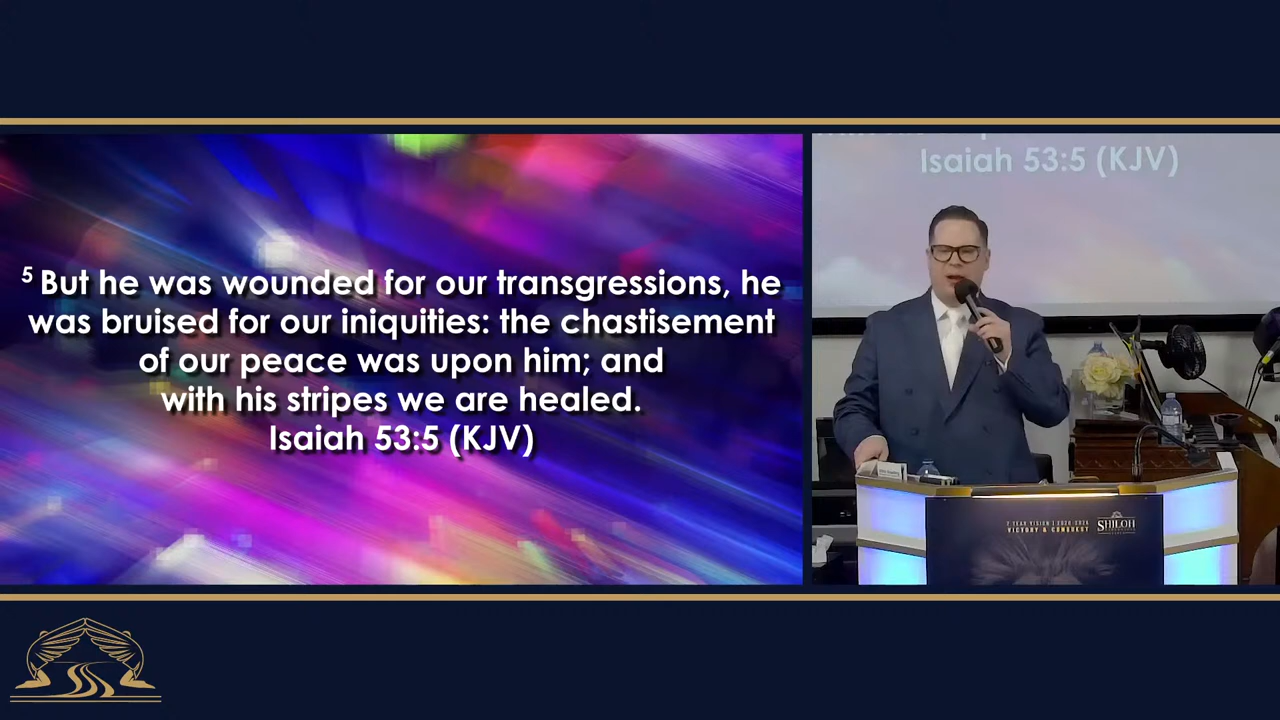 5 But he was wounded for our transgressions, he
was bruised for our iniquities: the chastisement
of our peace was upon him; and
with his stripes we are healed.
Isaiah 53:5 (KJV)
Isaiah 53:5 (KJV)
VICTORY & CONQUEST
SHILOH